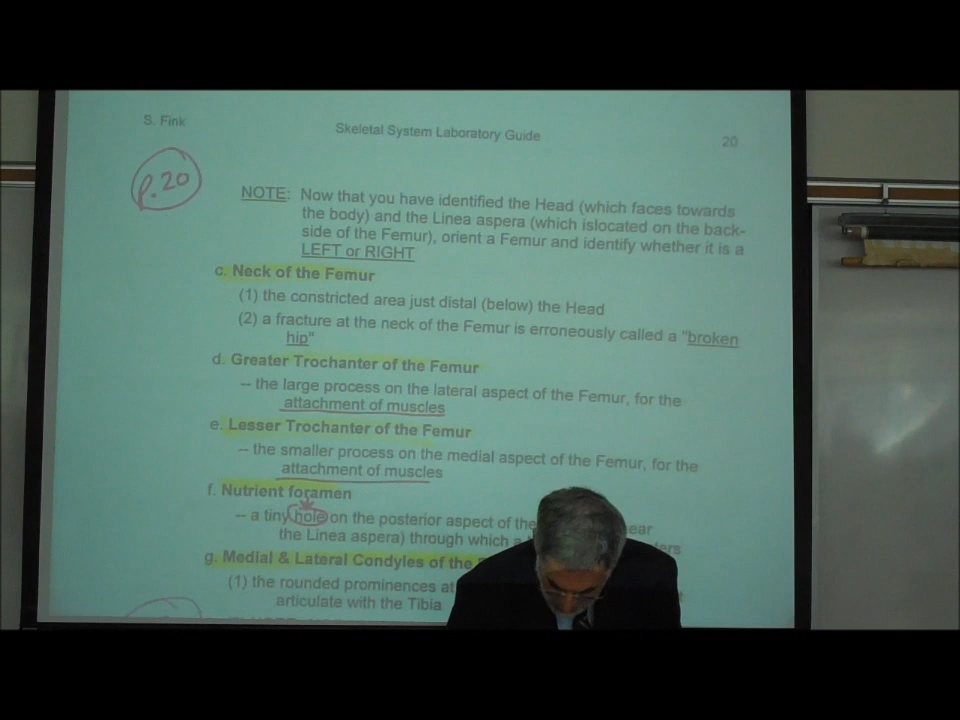 S. Fink
Skeletal System Laboratory Guide
20
p.20
NOTE: Now that you have identified the Head (which faces towards
the body) and the Linea aspera (which islocated on the back-
side of the Femur), orient a Femur and identify whether it is a
LEFT or RIGHT
c. Neck of the Femur
(1) the constricted area just distal (below) the Head
(2) a fracture at the neck of the Femur is erroneously called a "broken
hip"
d. Greater Trochanter of the Femur
-- the large process on the lateral aspect of the Femur, for the
attachment of muscles
e. Lesser Trochanter of the Femur
-- the smaller process on the medial aspect of the Femur, for the
attachment of muscles
f. Nutrient foramen
-- a tiny hole on the posterior aspect of the
the Linea aspera) through which a
g. Medial & Lateral Condyles of the
(1) the rounded prominences at
articulate with the Tibia